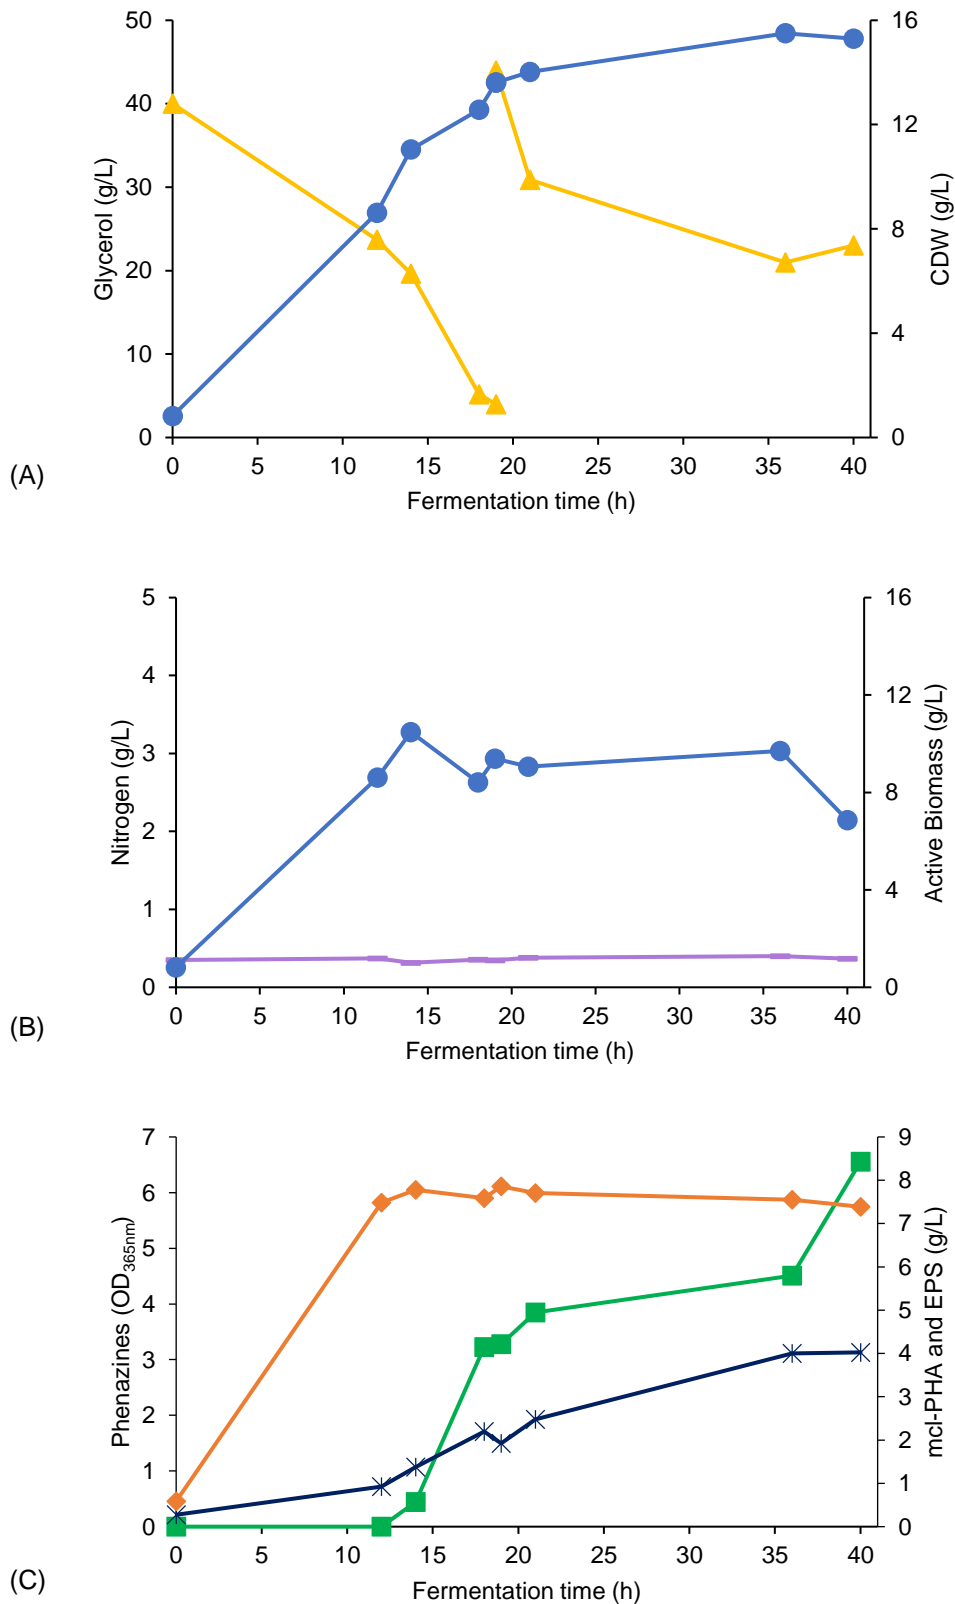 50
40
30
20
10
0
Glycerol (g/L)
16
12
8
4
0
CDW (g/L)
0 5 10 15 20 25 30 35 40
Fermentation time (h)
(A)
5
4
3
2
1
0
Nitrogen (g/L)
16
12
8
4
0
Active Biomass (g/L)
0 5 10 15 20 25 30 35 40
Fermentation time (h)
(B)
7
6
5
4
3
2
1
0
Phenazines (OD365nm)
9
8
7
6
5
4
3
2
1
0
mcl-PHA and EPS (g/L)
0 5 10 15 20 25 30 35 40
Fermentation time (h)
(C)